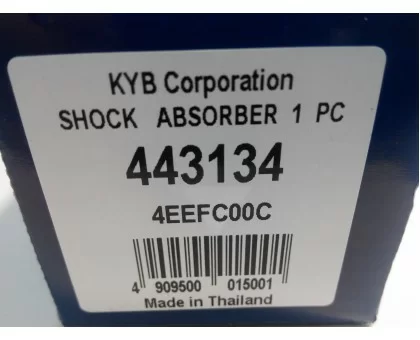 KYB Corporation
SHOCK ABSORBER 1 PC
443134
4EEFC00C
4 909500 015001
Made in Thailand